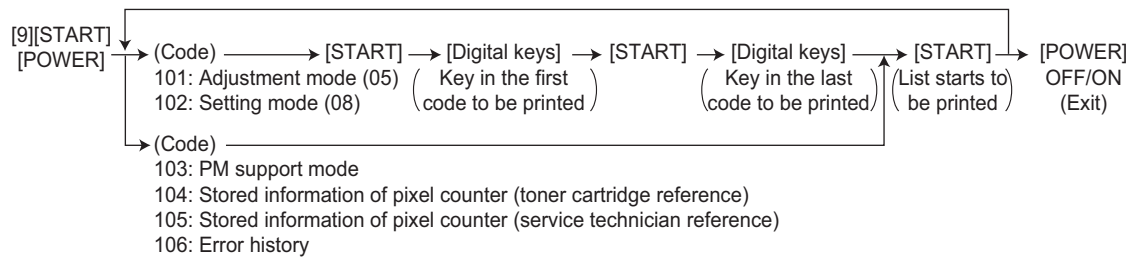 [9][START]
[POWER]
(Code) [START] [Digital keys] [START] [Digital keys] [START] [POWER]
101: Adjustment mode (05) (Key in the first (Key in the last (List starts to OFF/ON
102: Setting mode (08) code to be printed) code to be printed) be printed) (Exit)
(Code)
103: PM support mode
104: Stored information of pixel counter (toner cartridge reference)
105: Stored information of pixel counter (service technician reference)
106: Error history